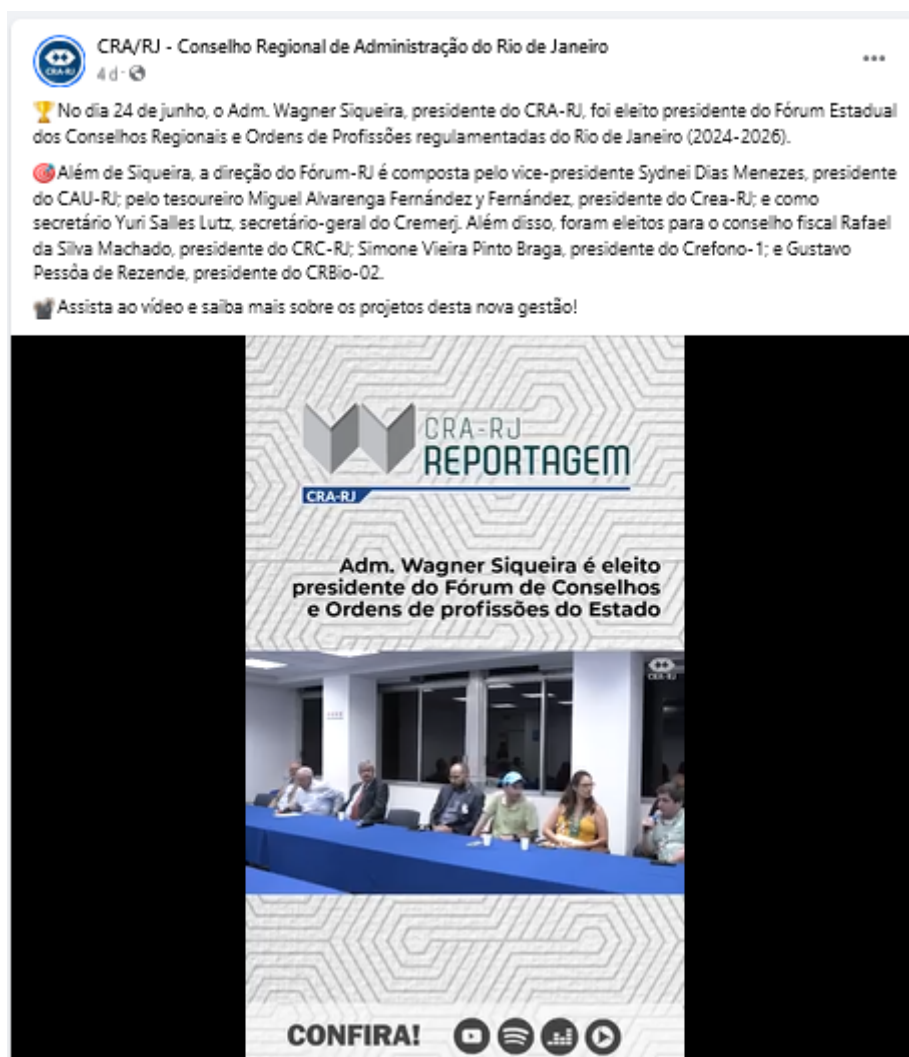 CRA/RJ - Conselho Regional de Administração do Rio de Janeiro
4 d ·
🏆No dia 24 de junho, o Adm. Wagner Siqueira, presidente do CRA-RJ, foi eleito presidente do Fórum Estadual
dos Conselhos Regionais e Ordens de Profissões regulamentadas do Rio de Janeiro (2024-2026).
🎯Além de Siqueira, a direção do Fórum-RJ é composta pelo vice-presidente Sydnei Dias Menezes, presidente
do CAU-RJ; pelo tesoureiro Miguel Alvarenga Fernández y Fernández, presidente do Crea-RJ; e como
secretário Yuri Salles Lutz, secretário-geral do Cremerj. Além disso, foram eleitos para o conselho fiscal Rafael
da Silva Machado, presidente do CRC-RJ; Simone Vieira Pinto Braga, presidente do Crefono-1; e Gustavo
Pessôa de Rezende, presidente do CRBio-02.
📽Assista ao vídeo e saiba mais sobre os projetos desta nova gestão!
CRA-RJ
CRA-RJ
REPORTAGEM
CRA-RJ
Adm. Wagner Siqueira é eleito
presidente do Fórum de Conselhos
e Ordens de profissões do Estado
CRA-RJ
CONFIRA!